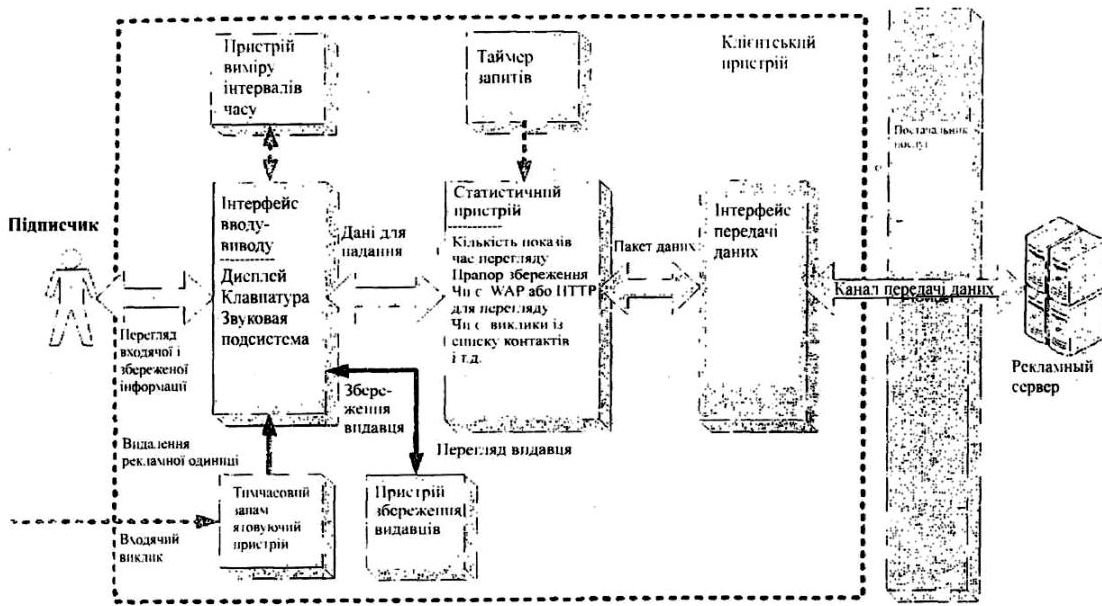 Пристрій
виміру
інтервалів
часу
Таймер
запитів
Клієнтський
пристрій
Постачальник
послуг
Підписчик
Інтерфейс
вводу-
виводу
Дисплей
Клавиатура
Звуковая
подсистема
Дані для
надання
Статистичний
пристрій
Кількість показів
час перегляду
Прапор збереження
Чи є WAP або HTTP
для перегляду
Чи є виклики із
списку контактів
і т.д.
Пакет даних
Інтерфейс
передачі
даних
Канал передачі даних
Рекламный
сервер
Перегляд
входячої і
збереженої
інформації
Збере-
ження
видавця
Перегляд видавця
Видалення
рекламної одиниці
Тимчасовий
запам
ятовуючий
пристрій
Пристрій
збереження
видавців
Входячий
виклик